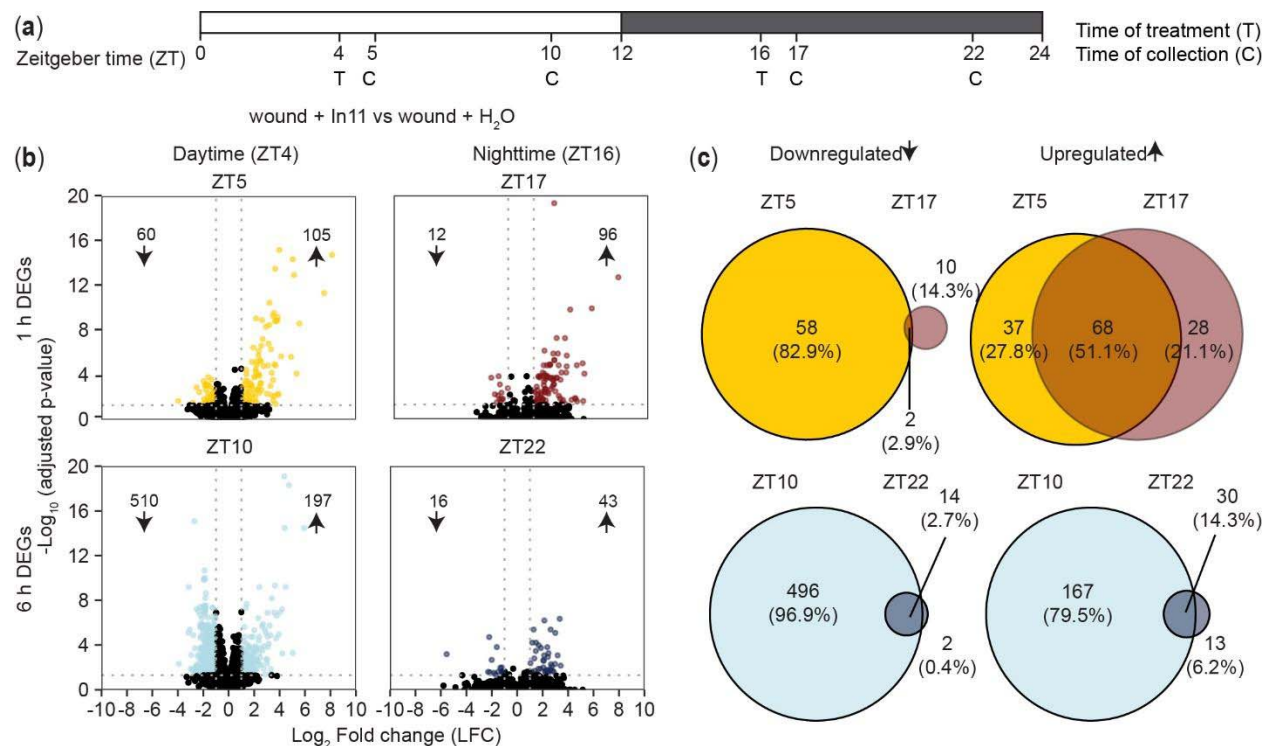 (a)
Zeitgeber time (ZT)
0 4 5 10 12 16 17 22 24
T C C T C C
Time of treatment (T)
Time of collection (C)
wound + In11 vs wound + H₂O
(b)
Daytime (ZT4)
Nighttime (ZT16)
ZT5
ZT17
1 h DEGs
6 h DEGs
-Log₁₀ (adjusted p-value)
20
16
12
8
4
0
60 ↓
105 ↑
12 ↓
96 ↑
ZT10
ZT22
20
16
12
8
4
0
510 ↓
197 ↑
16 ↓
43 ↑
-10 -8 -6 -4 -2 0 2 4 6 8 10
-10 -8 -6 -4 -2 0 2 4 6 8 10
Log₂ Fold change (LFC)
(c)
Downregulated ↓
Upregulated ↑
ZT5
ZT17
58
(82.9%)
10
(14.3%)
2
(2.9%)
ZT5
ZT17
37
(27.8%)
68
(51.1%)
28
(21.1%)
ZT10
ZT22
496
(96.9%)
14
(2.7%)
2
(0.4%)
ZT10
ZT22
167
(79.5%)
30
(14.3%)
13
(6.2%)